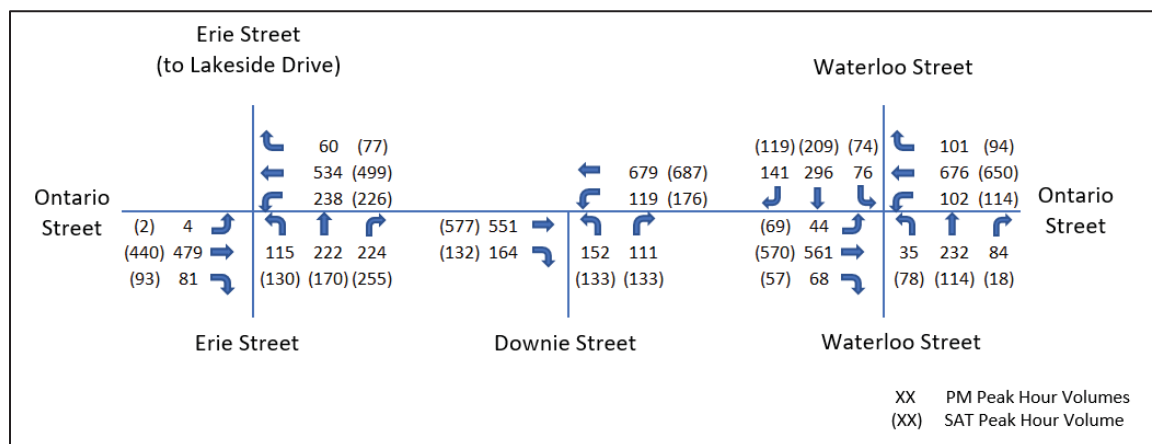 Erie Street
(to Lakeside Drive)
Waterloo Street
60 (77)
534 (499)
238 (226)
679 (687)
119 (176)
(119) (209) (74)
141 296 76
101 (94)
676 (650)
102 (114)
Ontario
Street
Ontario
Street
(2) 4
(440) 479
(93) 81
115 222 224
(130) (170) (255)
(577) 551
(132) 164
152 111
(133) (133)
(69) 44
(570) 561
(57) 68
35 232 84
(78) (114) (18)
Erie Street
Downie Street
Waterloo Street
XX PM Peak Hour Volumes
(XX) SAT Peak Hour Volume